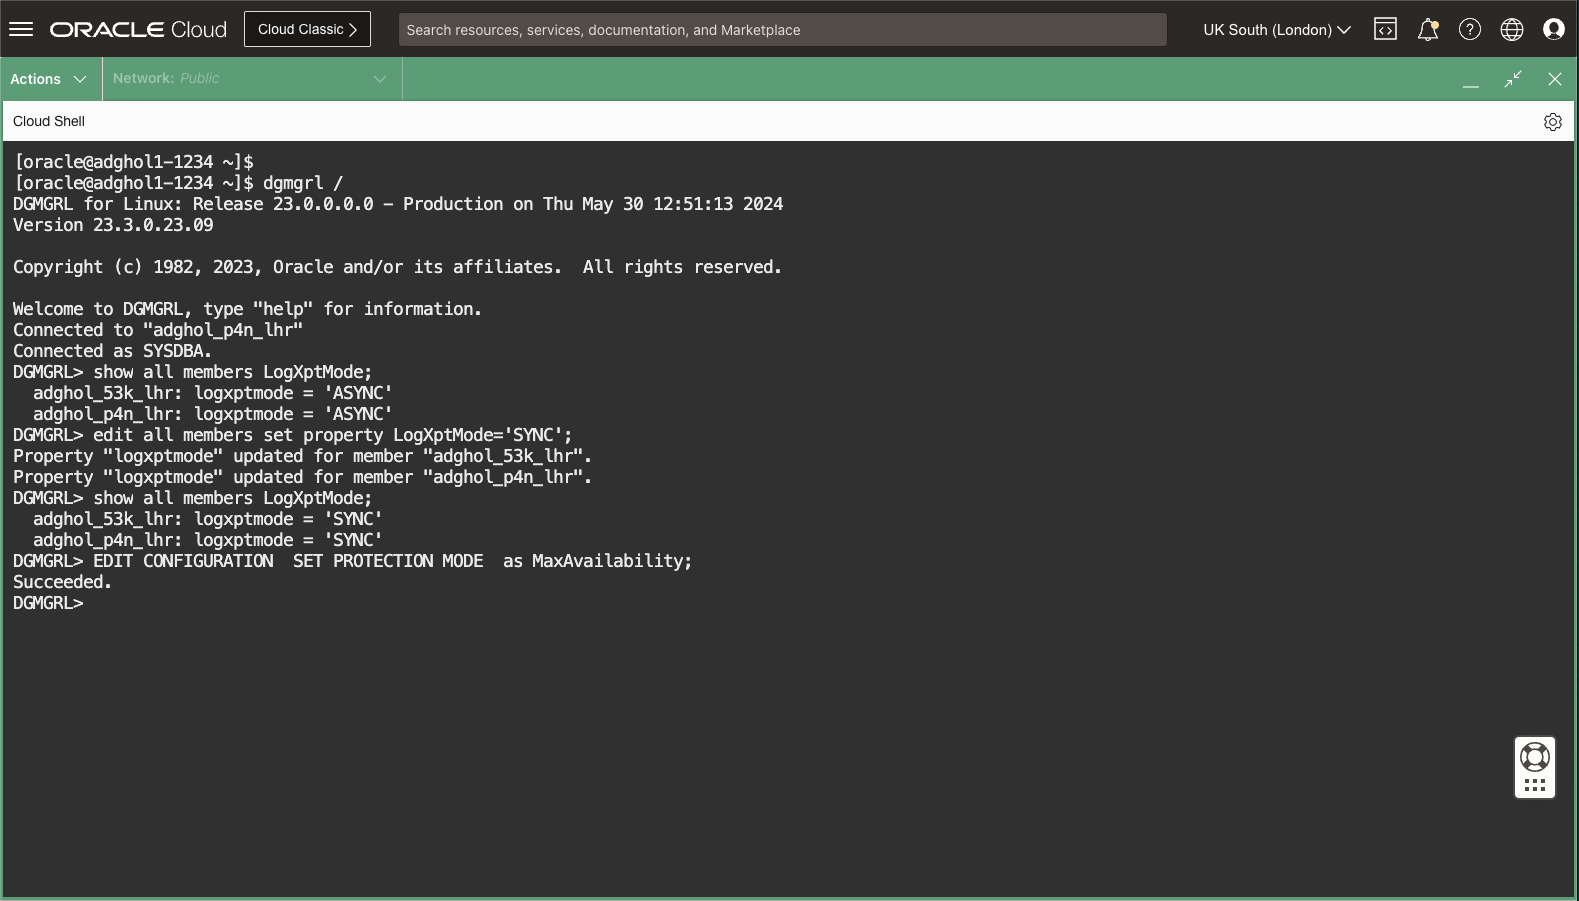 ORACLE Cloud
Cloud Classic
Search resources, services, documentation, and Marketplace
UK South (London)
Actions
Network: Public
Cloud Shell
[oracle@adghol1-1234 ~]$
[oracle@adghol1-1234 ~]$ dgmgrl /
DGMGRL for Linux: Release 23.0.0.0.0 - Production on Thu May 30 12:51:13 2024
Version 23.3.0.23.09
Copyright (c) 1982, 2023, Oracle and/or its affiliates.  All rights reserved.
Welcome to DGMGRL, type "help" for information.
Connected to "adghol_p4n_lhr"
Connected as SYSDBA.
DGMGRL> show all members LogXptMode;
  adghol_53k_lhr: logxptmode = 'ASYNC'
  adghol_p4n_lhr: logxptmode = 'ASYNC'
DGMGRL> edit all members set property LogXptMode='SYNC';
Property "logxptmode" updated for member "adghol_53k_lhr".
Property "logxptmode" updated for member "adghol_p4n_lhr".
DGMGRL> show all members LogXptMode;
  adghol_53k_lhr: logxptmode = 'SYNC'
  adghol_p4n_lhr: logxptmode = 'SYNC'
DGMGRL> EDIT CONFIGURATION  SET PROTECTION MODE  as MaxAvailability;
Succeeded.
DGMGRL>